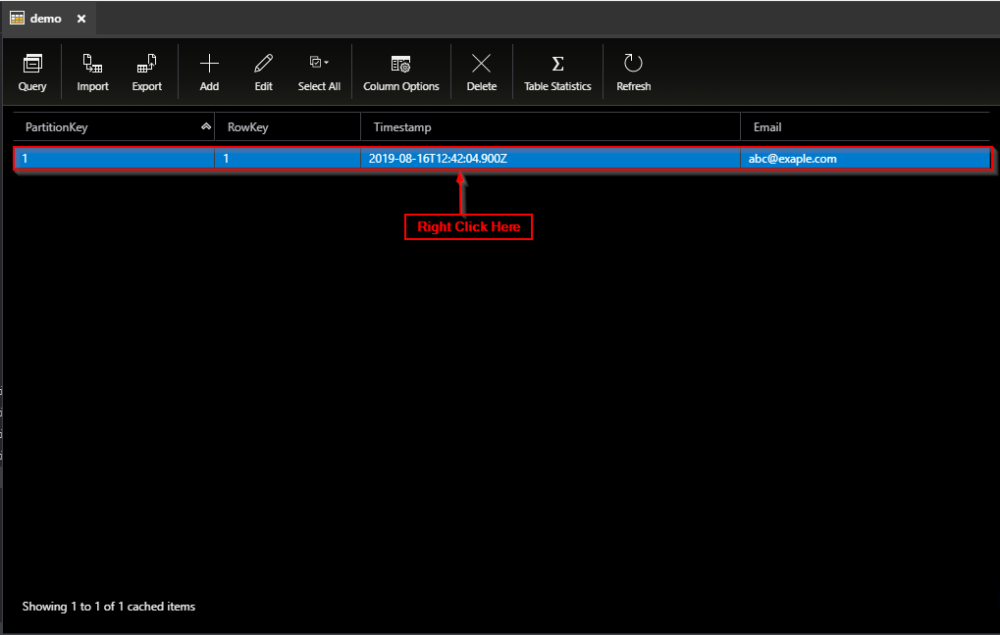 demo
Query Import Export Add Edit Select All Column Options Delete Table Statistics Refresh
PartitionKey RowKey Timestamp Email
1 1 2019-08-16T12:42:04.900Z abc@exaple.com
Right Click Here
Showing 1 to 1 of 1 cached items